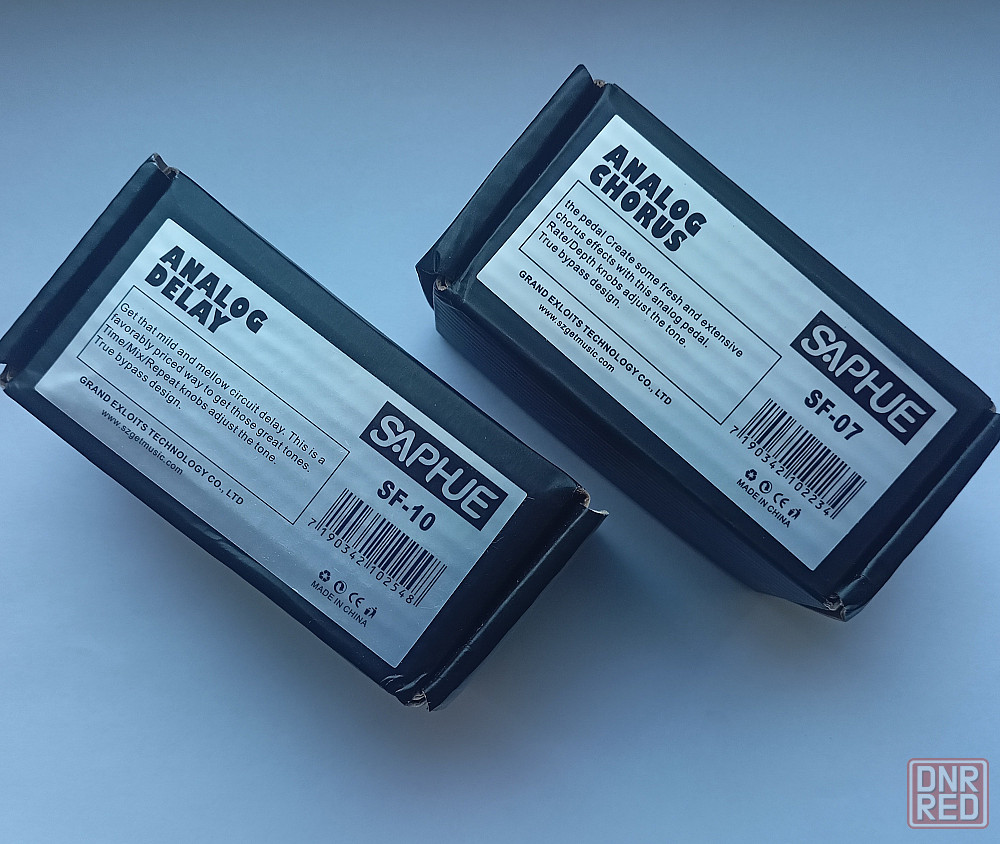 ANALOG
DELAY
Get that mild and mellow circuit delay. This is a
favorably priced way to get those great tones.
Time/Mix/Repeat knobs adjust the tone.
True bypass design.
GRAND EXLOITS TECHNOLOGY CO., LTD
www.szgetmusic.com
SAPHUE
SF-10
7 190342 102548
CE
MADE IN CHINA
ANALOG
CHORUS
the pedal Create some fresh and extensive
chorus effects with this analog pedal.
Rate/Depth knobs adjust the tone.
True bypass design.
GRAND EXLOITS TECHNOLOGY CO., LTD
www.szgetmusic.com
SAPHUE
SF-07
7 190342 102234
CE
MADE IN CHINA
DNR
RED